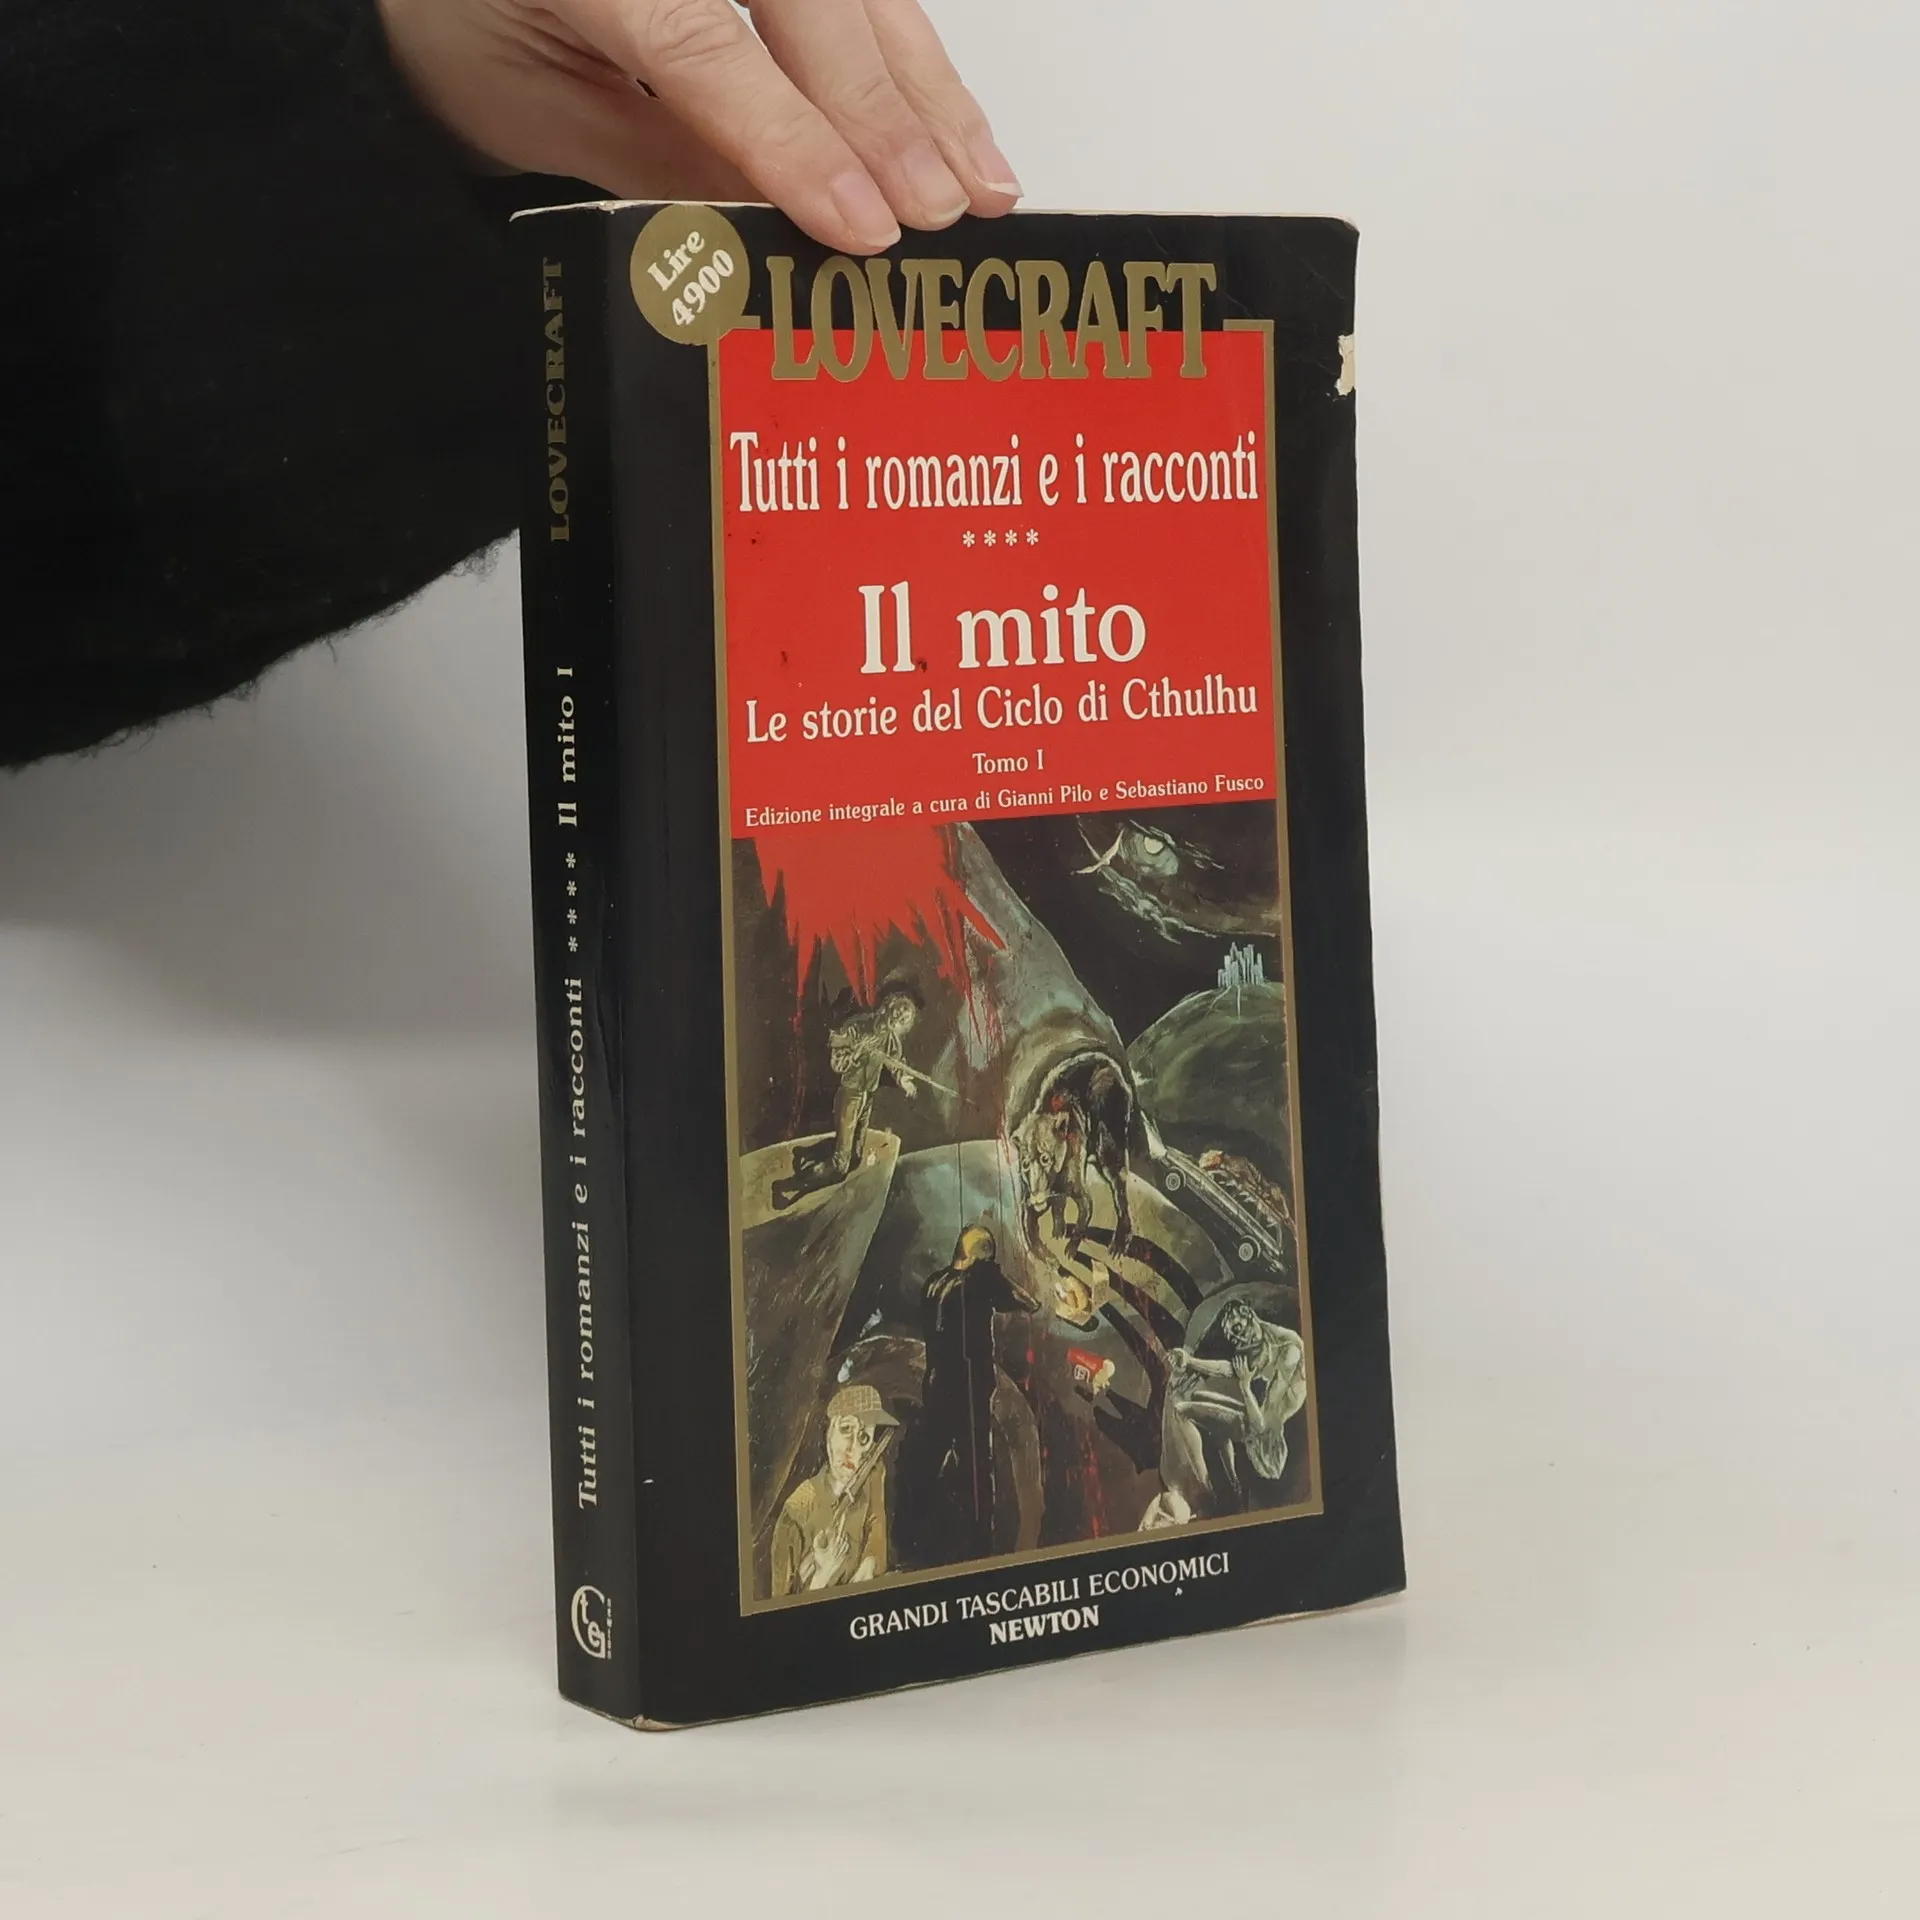 Lire
4900
LOVECRAFT
Tutti i romanzi e i racconti
****
Il mito
Le storie del Ciclo di Cthulhu
Tomo I
Edizione integrale a cura di Gianni Pilo e Sebastiano Fusco
GRANDI TASCABILI ECONOMICI
NEWTON
LOVECRAFT
Tutti i romanzi e i racconti **** Il mito I